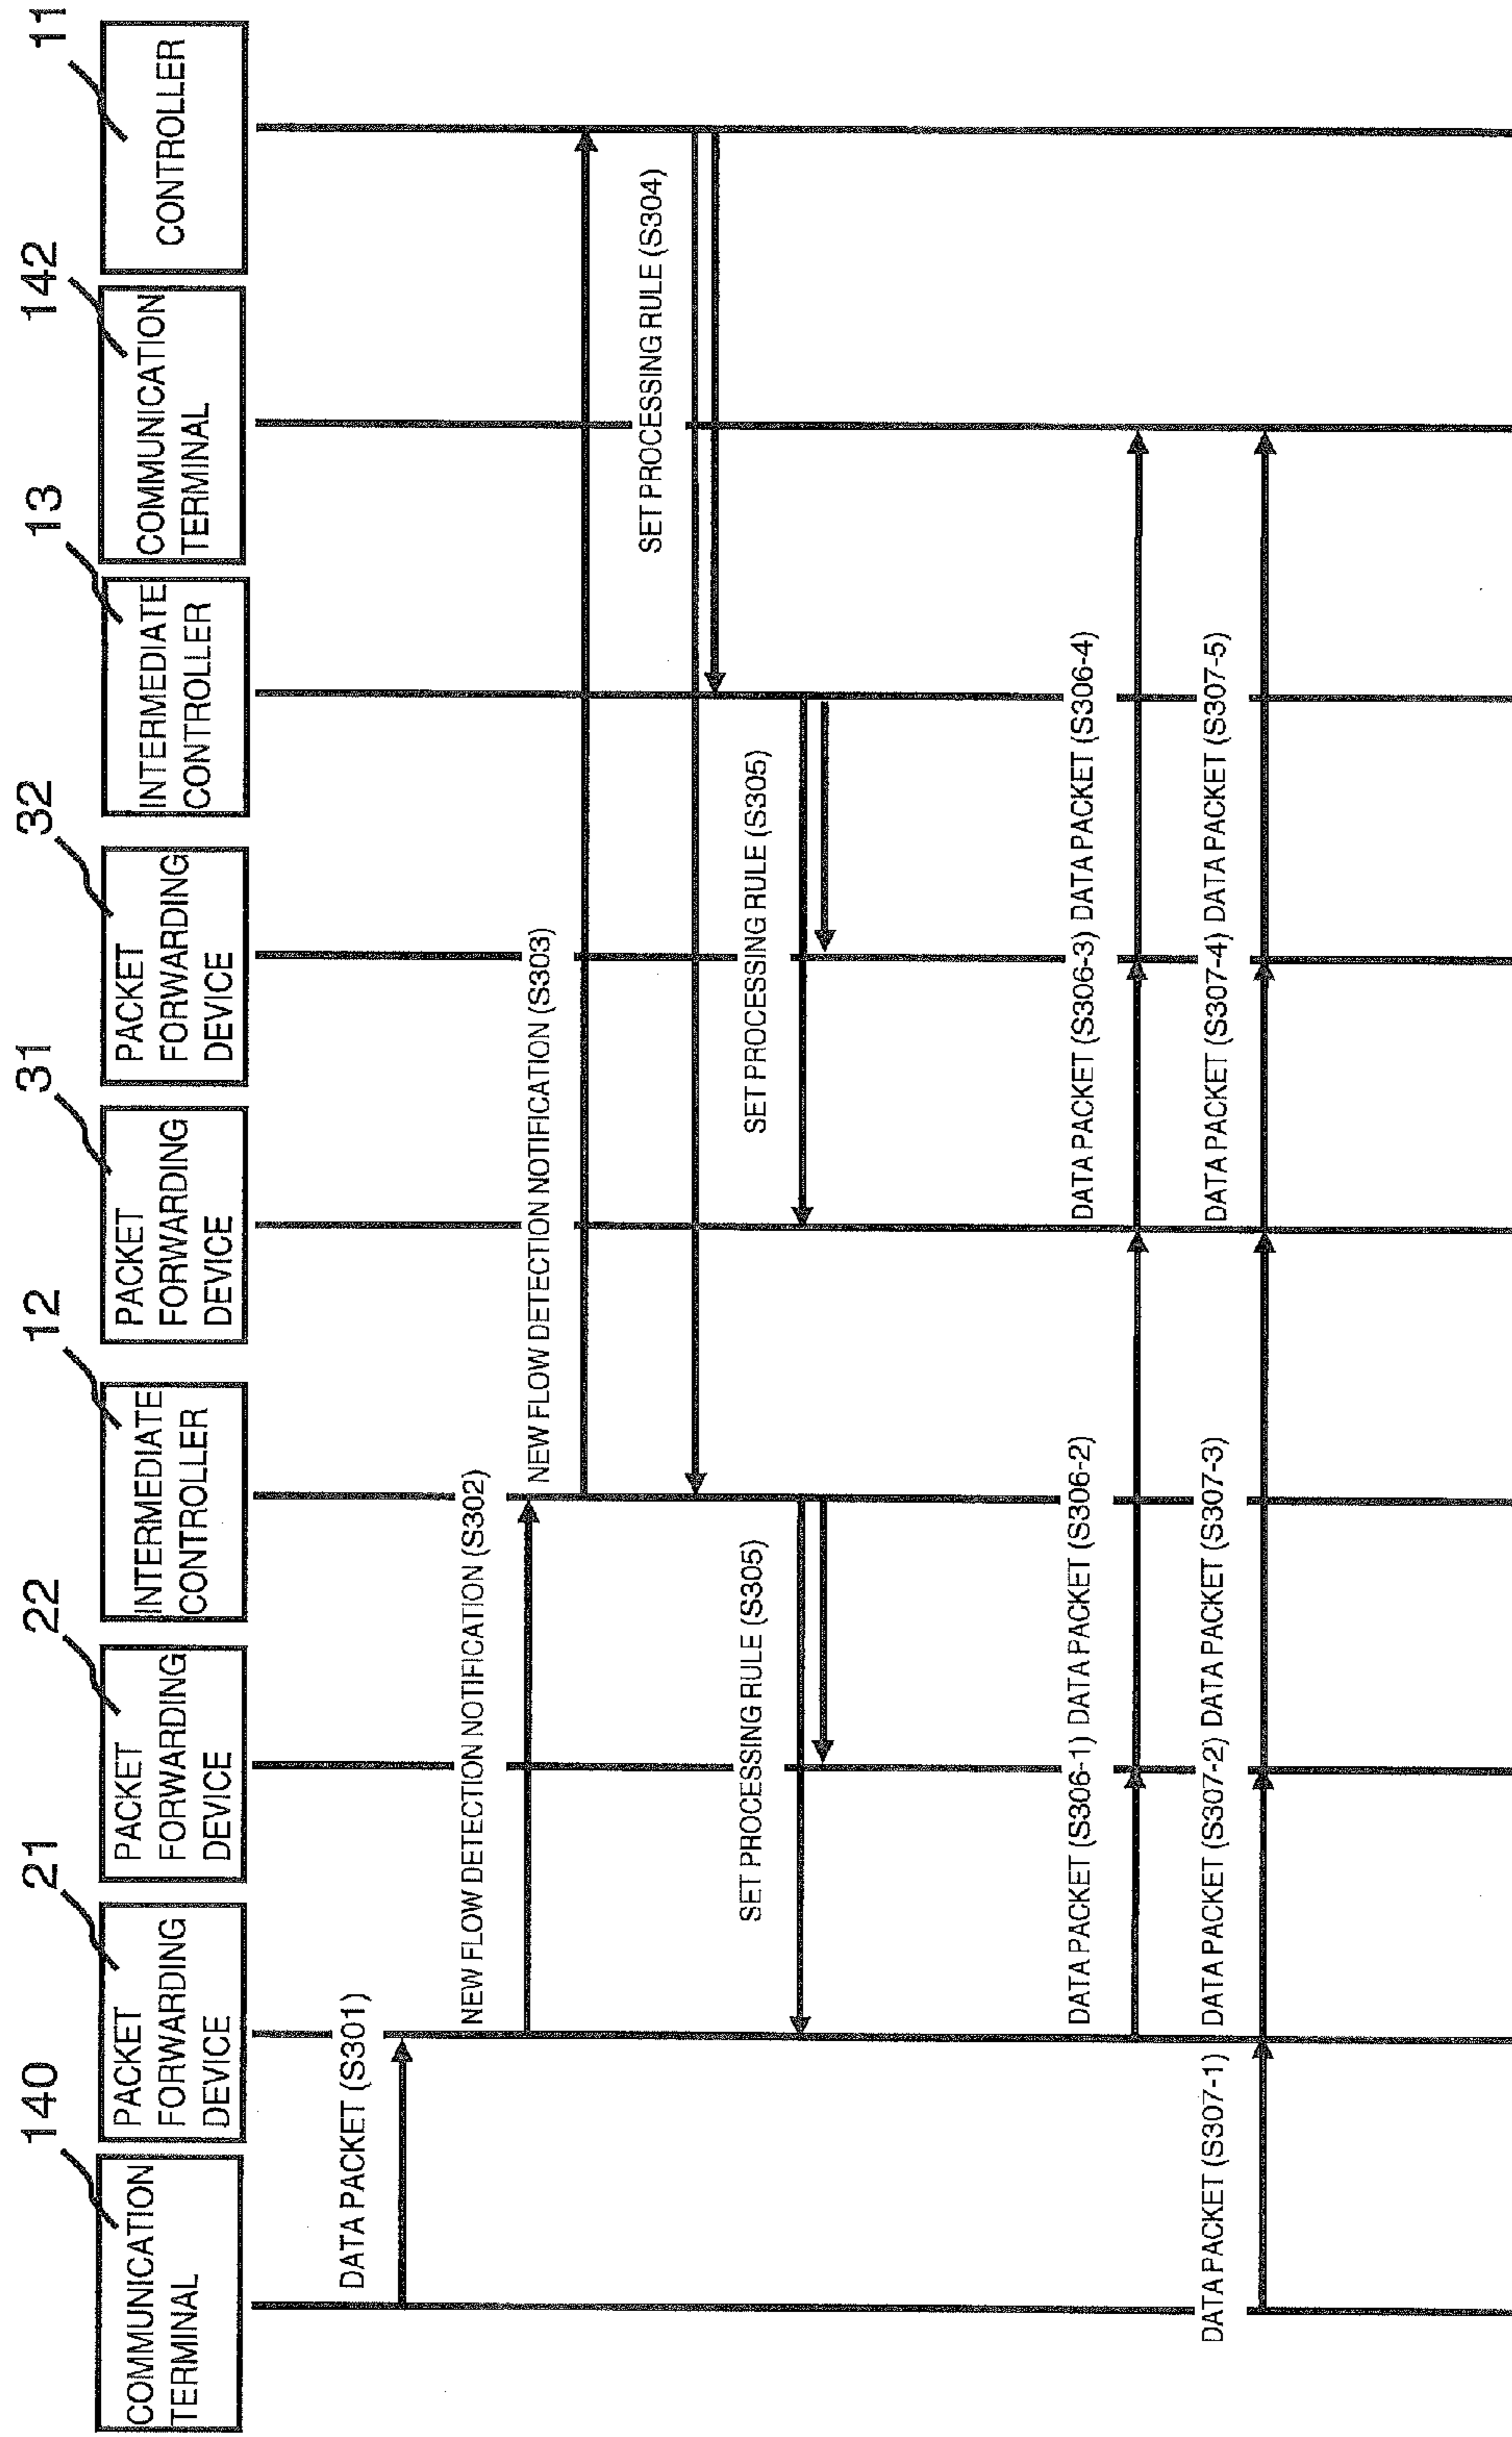 140
21
22
12
31
32
13
142
11
COMMUNICATION
TERMINAL
PACKET
FORWARDING
DEVICE
PACKET
FORWARDING
DEVICE
INTERMEDIATE
CONTROLLER
PACKET
FORWARDING
DEVICE
PACKET
FORWARDING
DEVICE
INTERMEDIATE
CONTROLLER
COMMUNICATION
TERMINAL
CONTROLLER
DATA PACKET (S301)
NEW FLOW DETECTION NOTIFICATION (S302)
NEW FLOW DETECTION NOTIFICATION (S303)
SET PROCESSING RULE (S304)
SET PROCESSING RULE (S305)
SET PROCESSING RULE (S305)
DATA PACKET (S306-1) DATA PACKET (S306-2)
DATA PACKET (S306-3) DATA PACKET (S306-4)
DATA PACKET (S307-1)
DATA PACKET (S307-2) DATA PACKET (S307-3)
DATA PACKET (S307-4) DATA PACKET (S307-5)